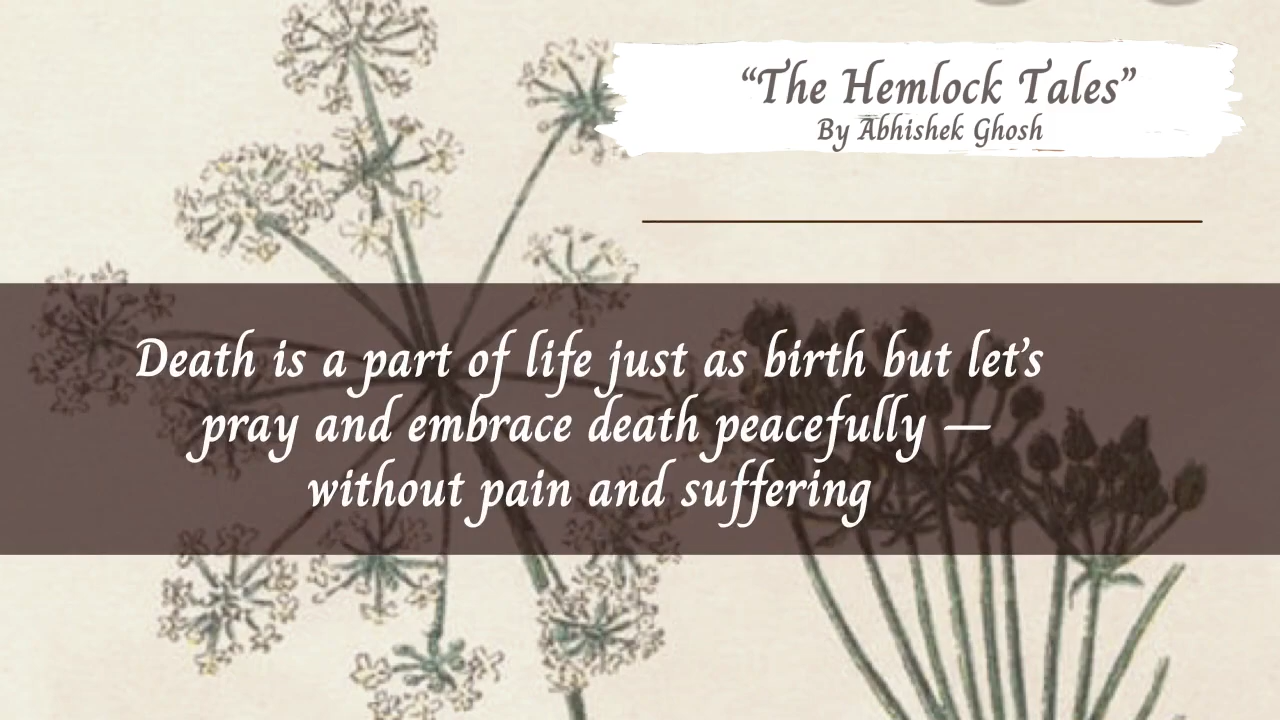 “The Hemlock Tales”
By Abhishek Ghosh
Death is a part of life just as birth but let’s
pray and embrace death peacefully —
without pain and suffering